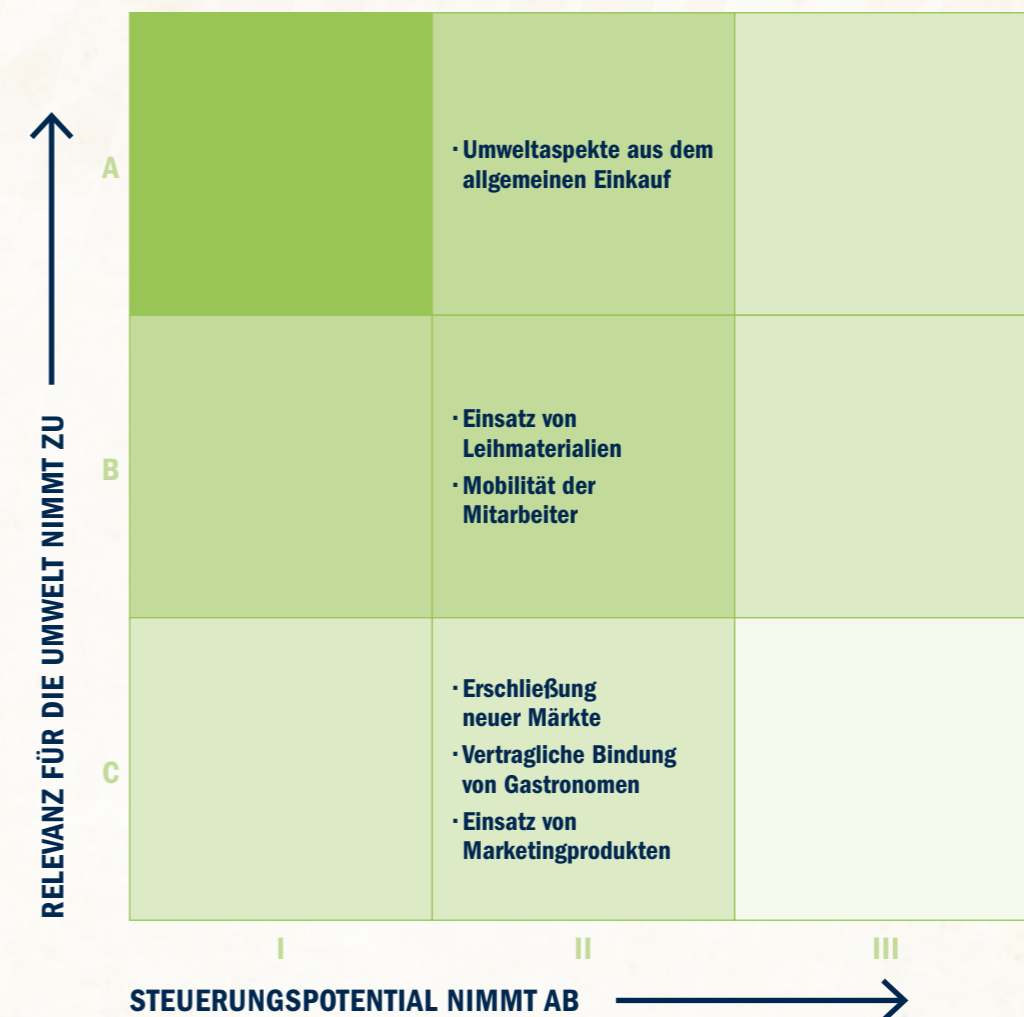 RELEVANZ FÜR DIE UMWELT NIMMT ZU
A
· Umweltaspekte aus dem
allgemeinen Einkauf
B
· Einsatz von
Leihmaterialien
· Mobilität der
Mitarbeiter
C
· Erschließung
neuer Märkte
· Vertragliche Bindung
von Gastronomen
· Einsatz von
Marketingprodukten
I
II
III
STEUERUNGSPOTENTIAL NIMMT AB